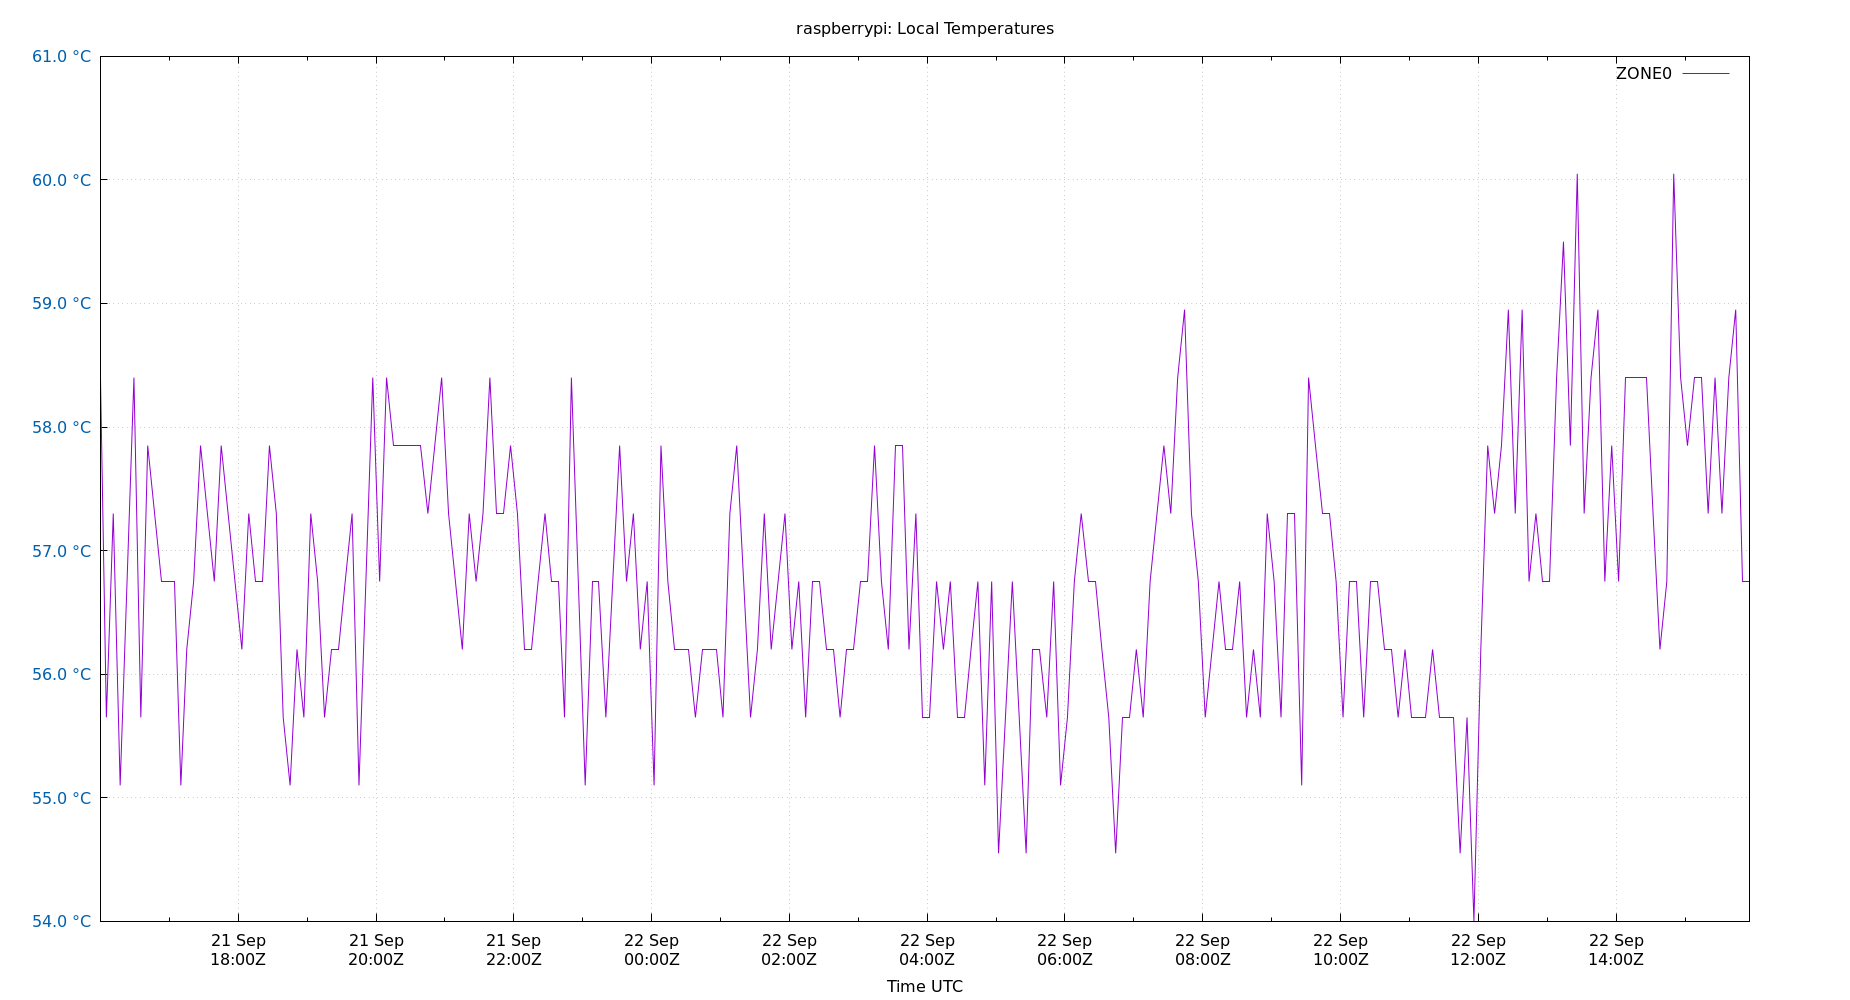 raspberrypi: Local Temperatures
61.0 °C
ZONE0
60.0 °C
59.0 °C
58.0 °C
57.0 °C
56.0 °C
55.0 °C
54.0 °C
21 Sep 21 Sep 21 Sep 22 Sep 22 Sep 22 Sep 22 Sep 22 Sep 22 Sep 22 Sep 22 Sep
18:00Z 20:00Z 22:00Z 00:00Z 02:00Z 04:00Z 06:00Z 08:00Z 10:00Z 12:00Z 14:00Z
Time UTC